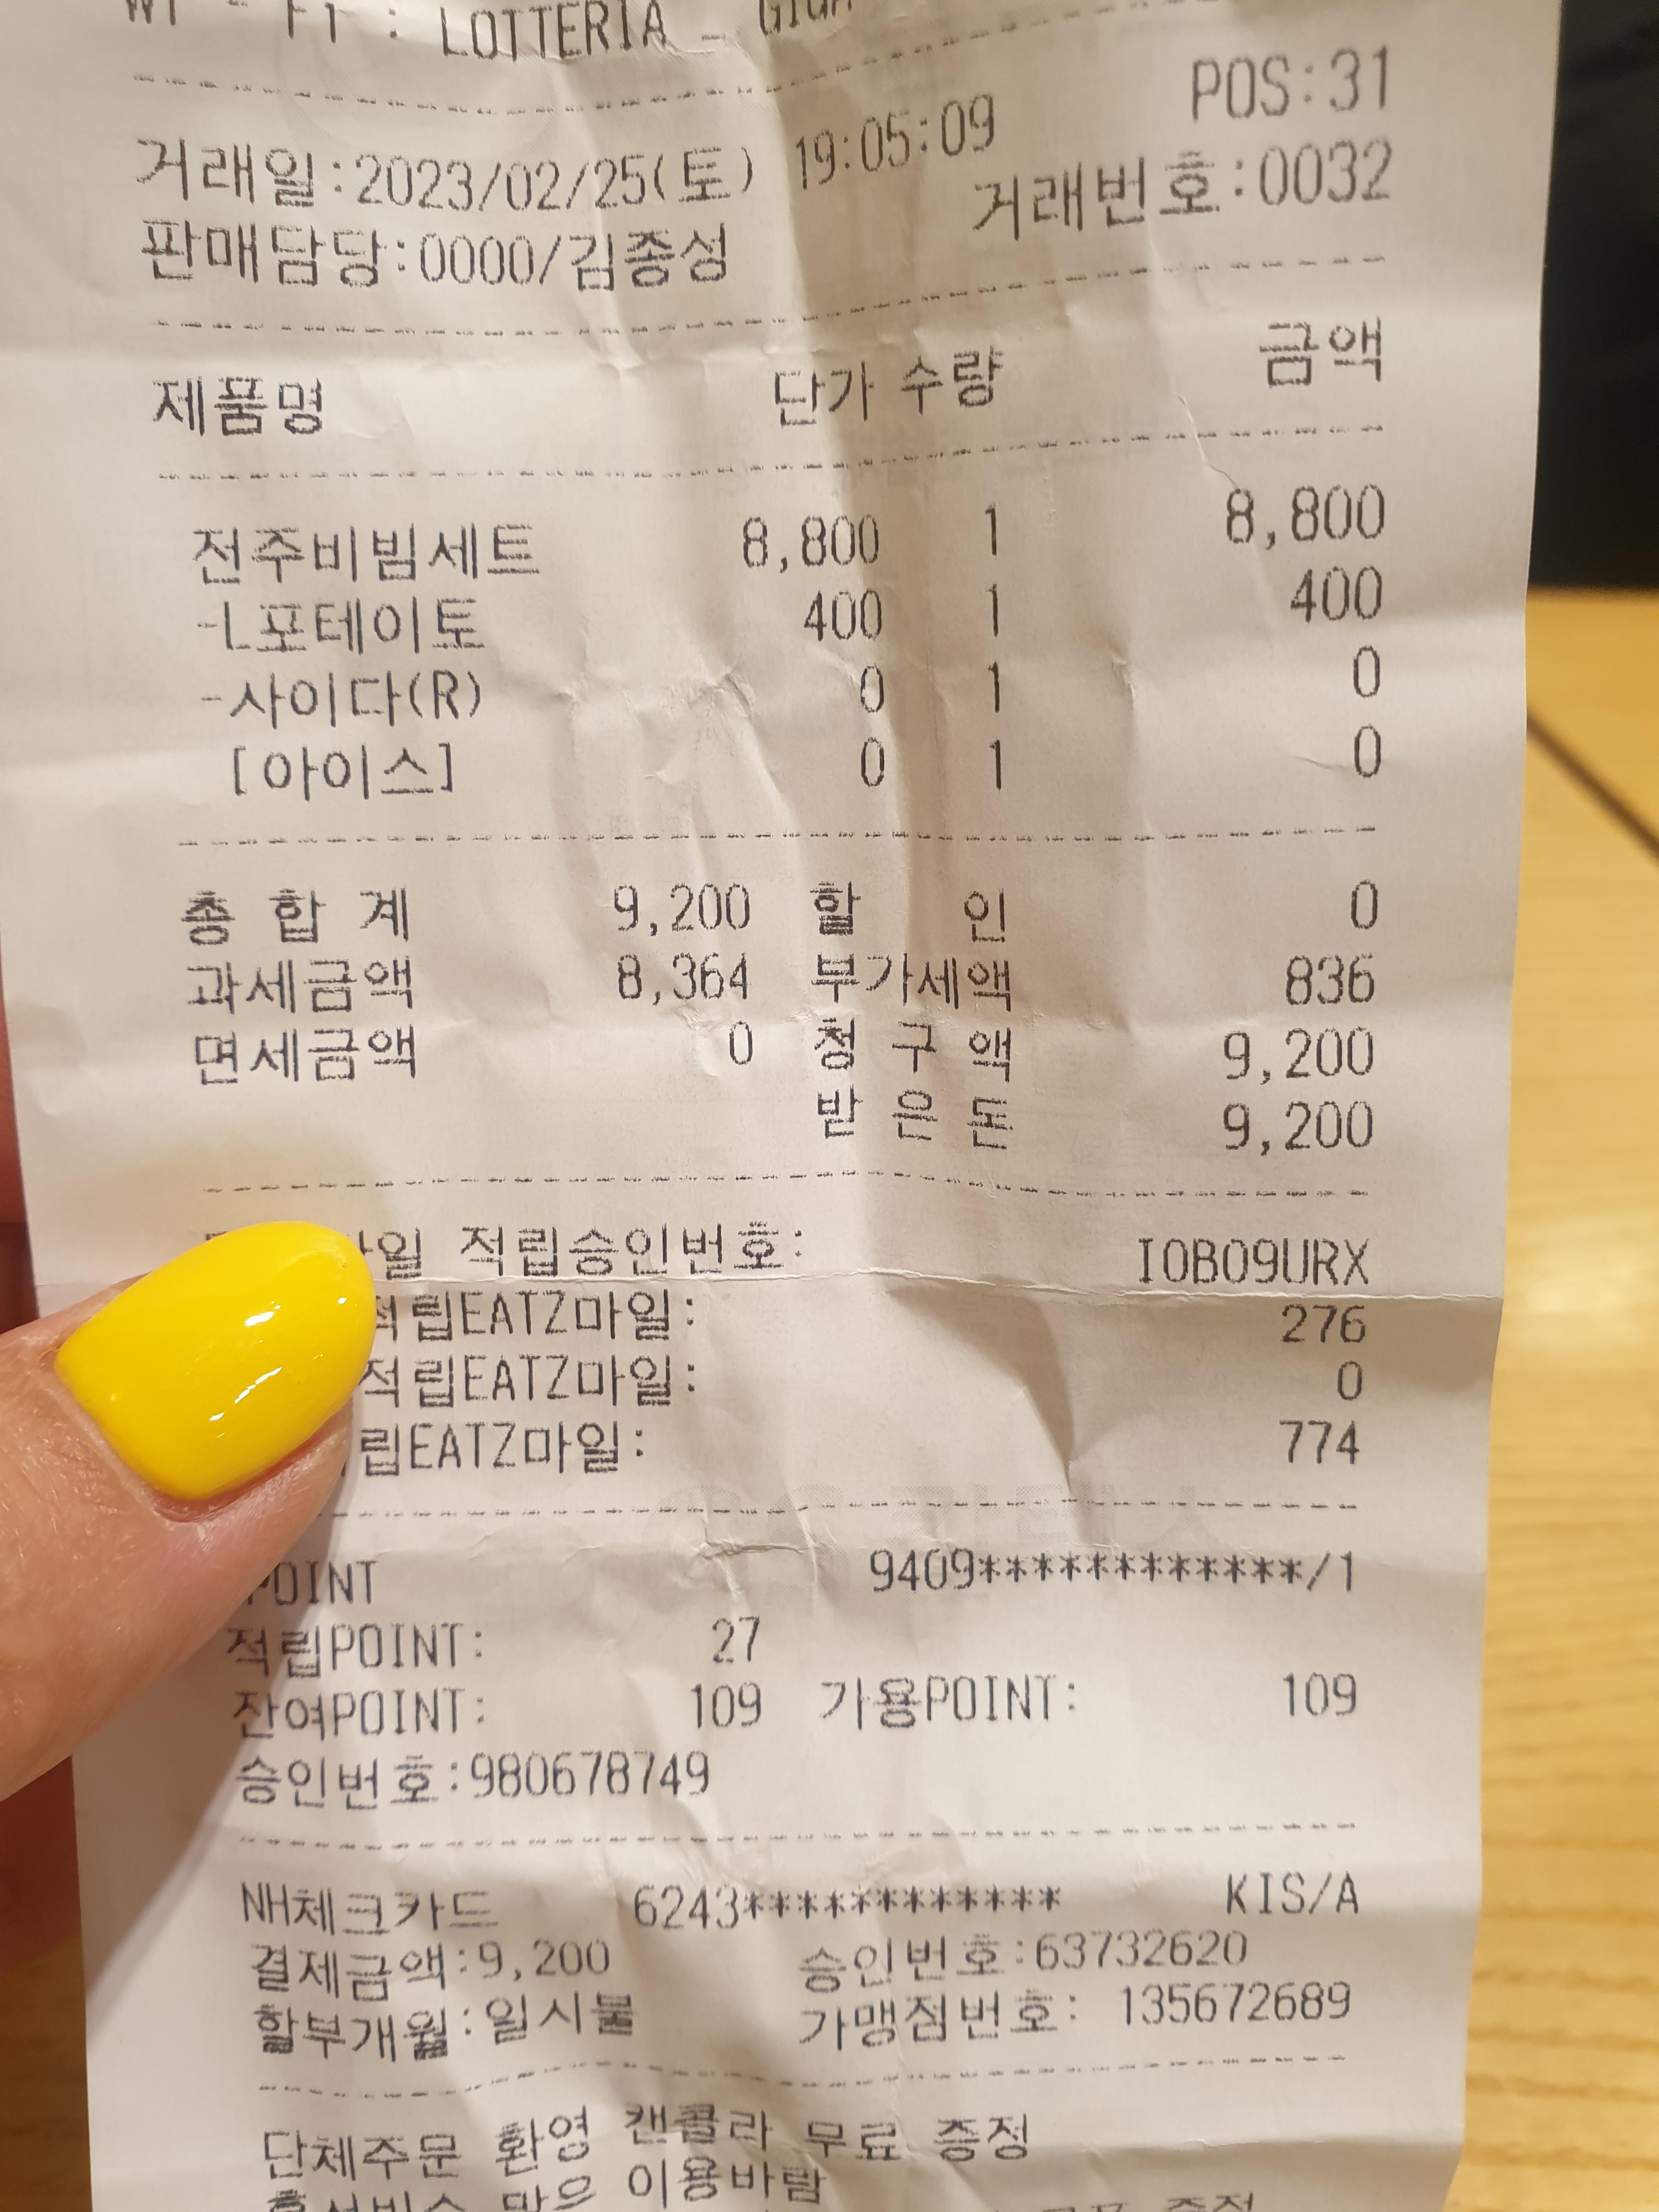 LOTTERIA _
POS:31
거래일:2023/02/25(토) 19:05:09
거래번호:0032
판매담당:0000/김종성
제품명 단가 수량 금액
전주비빔세트 8,800 1 8,800
-L포테이토 400 1 400
-사이다(R) 0 1 0
[아이스] 0 1 0
총 합 계 9,200 할 인 0
과세금액 8,364 부가세액 836
면세금액 0 청 구 액 9,200
받 은 돈 9,200
적립승인번호: IOBO9URX
적립EATZ마일: 276
적립EATZ마일: 0
립EATZ마일: 774
POINT 9409************/1
적립POINT: 27
잔여POINT: 109 가용POINT: 109
승인번호:980678749
NH체크카드 6243************ KIS/A
결제금액:9,200 승인번호:63732620
할부개월:일시불 가맹점번호: 135672689
단체주문 환영 캔콜라 무료 증정
이용바람
증정